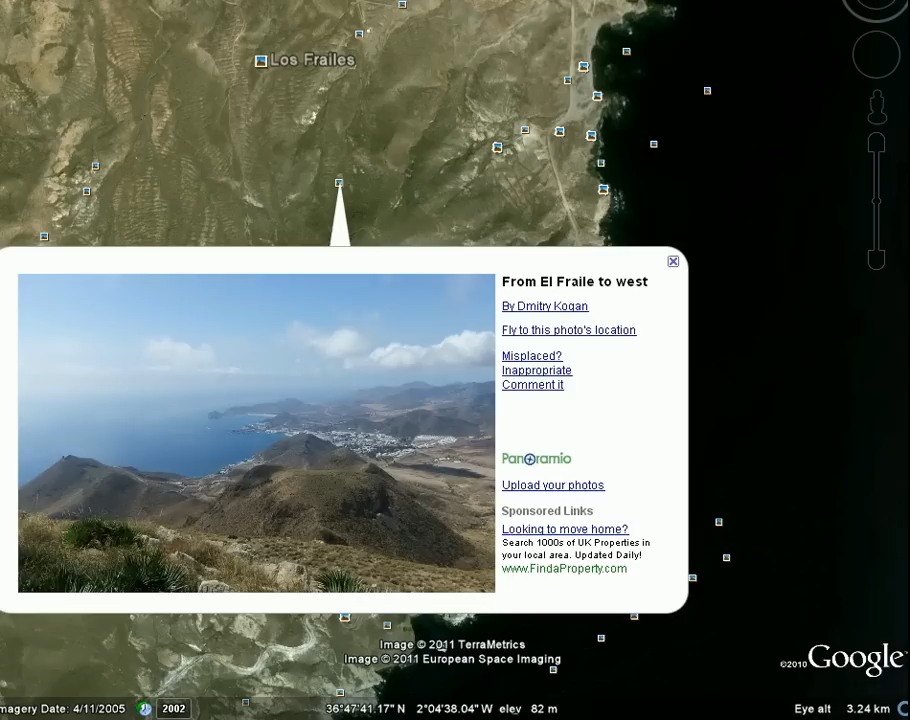 Los Frailes
From El Fraile to west
By Dmitry Kogan
Fly to this photo's location
Misplaced?
Inappropriate
Comment it
Panoramio
Upload your photos
Sponsored Links
Looking to move home?
Search 1000s of UK Properties in
your local area. Updated Daily!
www.FindaProperty.com
Image © 2011 TerraMetrics
Image © 2011 European Space Imaging
©2010 Google
magery Date: 4/11/2005 2002 36°47'41.17" N 2°04'38.04" W elev 82 m Eye alt 3.24 km